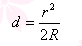 d = r²/2R